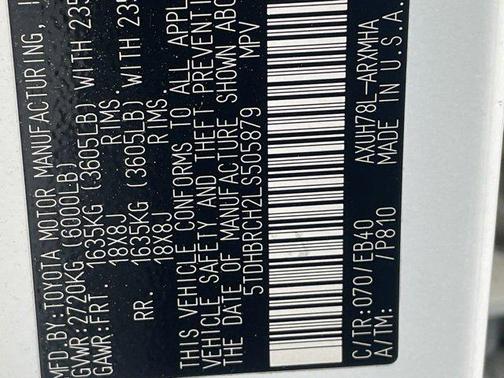 MFD. BY: TOYOTA MOTOR MANUFACTURING,
GVWR: 2720KG (6000LB)
GAWR: FRT. 1635KG (3605LB) WITH 235
18X8J RIMS,
RR. 1635KG (3605LB) WITH 235
18X8J RIMS,
THIS VEHICLE CONFORMS TO ALL APPL
VEHICLE SAFETY AND THEFT PREVENTI
THE DATE OF MANUFACTURE SHOWN ABOV
5TDHBRCH2LS505879 MPV
C/TR: 070/EB40 AXUH78L-ARXMHA
A/TM: /P810 MADE IN U.S.A.